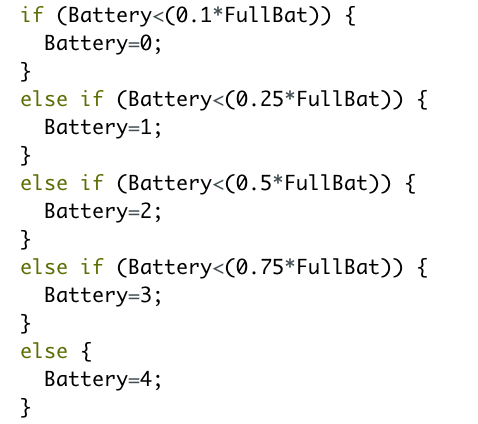 if (Battery<(0.1*FullBat)) {
  Battery=0;
}
else if (Battery<(0.25*FullBat)) {
  Battery=1;
}
else if (Battery<(0.5*FullBat)) {
  Battery=2;
}
else if (Battery<(0.75*FullBat)) {
  Battery=3;
}
else {
  Battery=4;
}